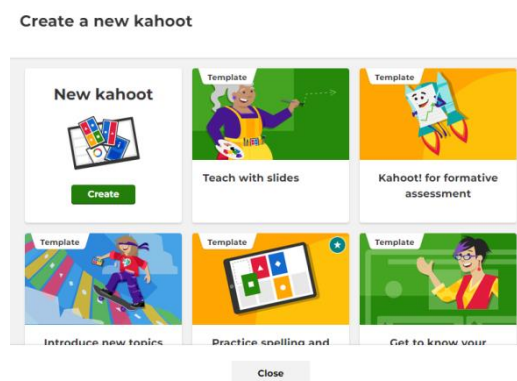 Create a new kahoot
New kahoot
Create
Template
Teach with slides
Template
Kahoot! for formative
assessment
Template
Introduce new topics
Template
Practice spelling and
Template
Get to know your
Close